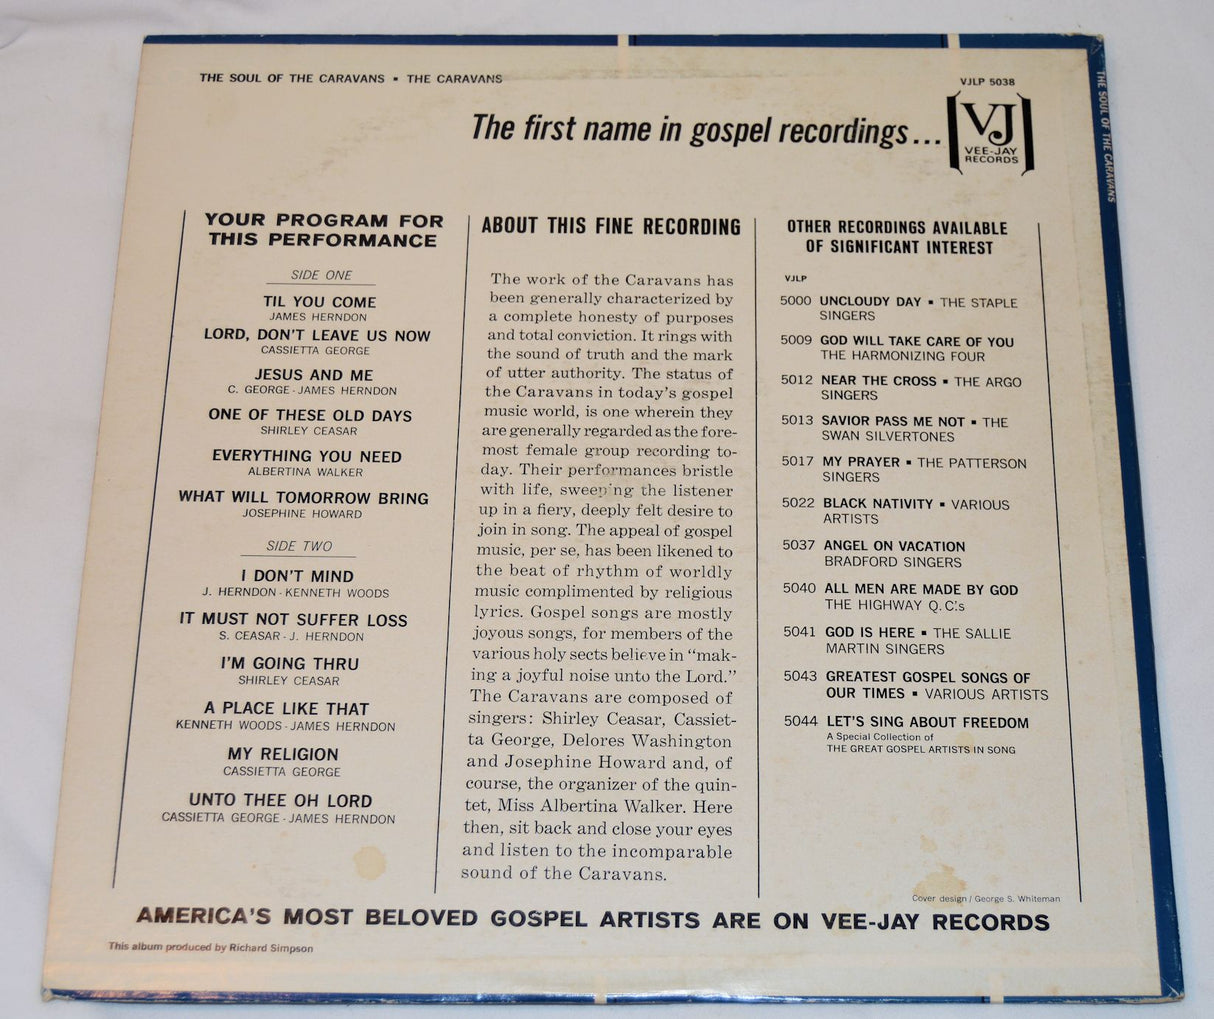 THE SOUL OF THE CARAVANS ▪ THE CARAVANS
VJLP 5038
The first name in gospel recordings...
VJ
VEE-JAY
RECORDS
THE SOUL OF THE CARAVANS
YOUR PROGRAM FOR
THIS PERFORMANCE
SIDE ONE
TIL YOU COME
JAMES HERNDON
LORD, DON'T LEAVE US NOW
CASSIETTA GEORGE
JESUS AND ME
C. GEORGE - JAMES HERNDON
ONE OF THESE OLD DAYS
SHIRLEY CEASAR
EVERYTHING YOU NEED
ALBERTINA WALKER
WHAT WILL TOMORROW BRING
JOSEPHINE HOWARD
SIDE TWO
I DON'T MIND
J. HERNDON - KENNETH WOODS
IT MUST NOT SUFFER LOSS
S. CEASAR - J. HERNDON
I'M GOING THRU
SHIRLEY CEASAR
A PLACE LIKE THAT
KENNETH WOODS - JAMES HERNDON
MY RELIGION
CASSIETTA GEORGE
UNTO THEE OH LORD
CASSIETTA GEORGE - JAMES HERNDON
ABOUT THIS FINE RECORDING
The work of the Caravans has
been generally characterized by
a complete honesty of purposes
and total conviction. It rings with
the sound of truth and the mark
of utter authority. The status of
the Caravans in today's gospel
music world, is one wherein they
are generally regarded as the fore-
most female group recording to-
day. Their performances bristle
with life, sweeping the listener
up in a fiery, deeply felt desire to
join in song. The appeal of gospel
music, per se, has been likened to
the beat of rhythm of worldly
music complimented by religious
lyrics. Gospel songs are mostly
joyous songs, for members of the
various holy sects believe in "mak-
ing a joyful noise unto the Lord."
The Caravans are composed of
singers: Shirley Ceasar, Cassiet-
ta George, Delores Washington
and Josephine Howard and, of
course, the organizer of the quin-
tet, Miss Albertina Walker. Here
then, sit back and close your eyes
and listen to the incomparable
sound of the Caravans.
OTHER RECORDINGS AVAILABLE
OF SIGNIFICANT INTEREST
VJLP
5000 UNCLOUDY DAY ▪ THE STAPLE
SINGERS
5009 GOD WILL TAKE CARE OF YOU
THE HARMONIZING FOUR
5012 NEAR THE CROSS ▪ THE ARGO
SINGERS
5013 SAVIOR PASS ME NOT ▪ THE
SWAN SILVERTONES
5017 MY PRAYER ▪ THE PATTERSON
SINGERS
5022 BLACK NATIVITY ▪ VARIOUS
ARTISTS
5037 ANGEL ON VACATION
BRADFORD SINGERS
5040 ALL MEN ARE MADE BY GOD
THE HIGHWAY Q.C.'s
5041 GOD IS HERE ▪ THE SALLIE
MARTIN SINGERS
5043 GREATEST GOSPEL SONGS OF
OUR TIMES ▪ VARIOUS ARTISTS
5044 LET'S SING ABOUT FREEDOM
A Special Collection of
THE GREAT GOSPEL ARTISTS IN SONG
Cover design / George S. Whiteman
AMERICA'S MOST BELOVED GOSPEL ARTISTS ARE ON VEE-JAY RECORDS
This album produced by Richard Simpson